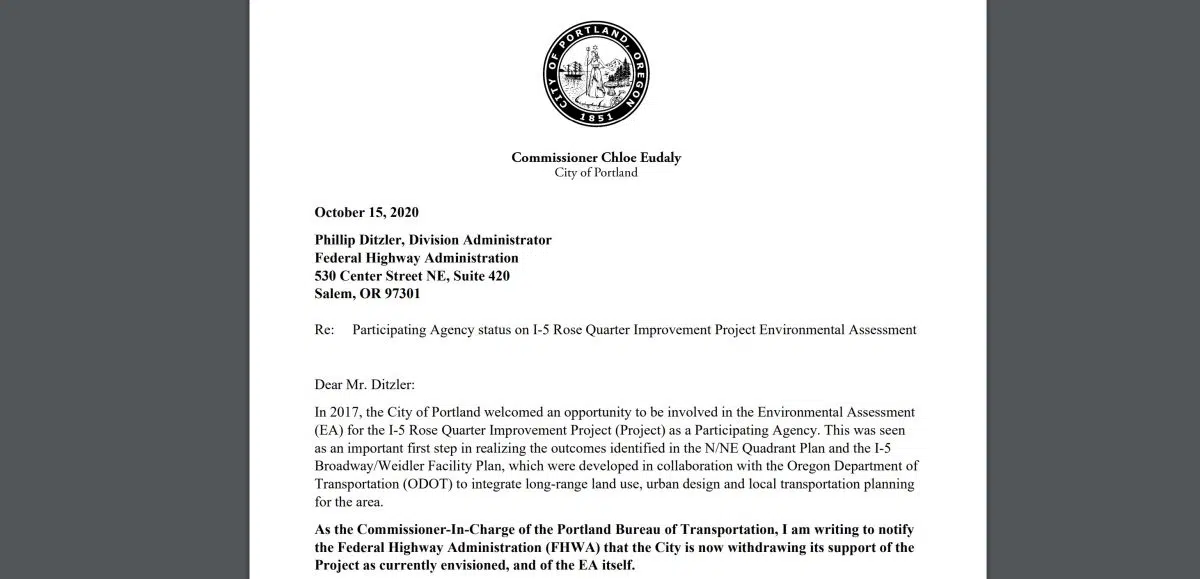 CITY OF PORTLAND, OREGON
1851
Commissioner Chloe Eudaly
City of Portland
October 15, 2020
Phillip Ditzler, Division Administrator
Federal Highway Administration
530 Center Street NE, Suite 420
Salem, OR 97301
Re: Participating Agency status on I-5 Rose Quarter Improvement Project Environmental Assessment
Dear Mr. Ditzler:
In 2017, the City of Portland welcomed an opportunity to be involved in the Environmental Assessment
(EA) for the I-5 Rose Quarter Improvement Project (Project) as a Participating Agency. This was seen
as an important first step in realizing the outcomes identified in the N/NE Quadrant Plan and the I-5
Broadway/Weidler Facility Plan, which were developed in collaboration with the Oregon Department of
Transportation (ODOT) to integrate long-range land use, urban design and local transportation planning
for the area.
As the Commissioner-In-Charge of the Portland Bureau of Transportation, I am writing to notify
the Federal Highway Administration (FHWA) that the City is now withdrawing its support of the
Project as currently envisioned, and of the EA itself.